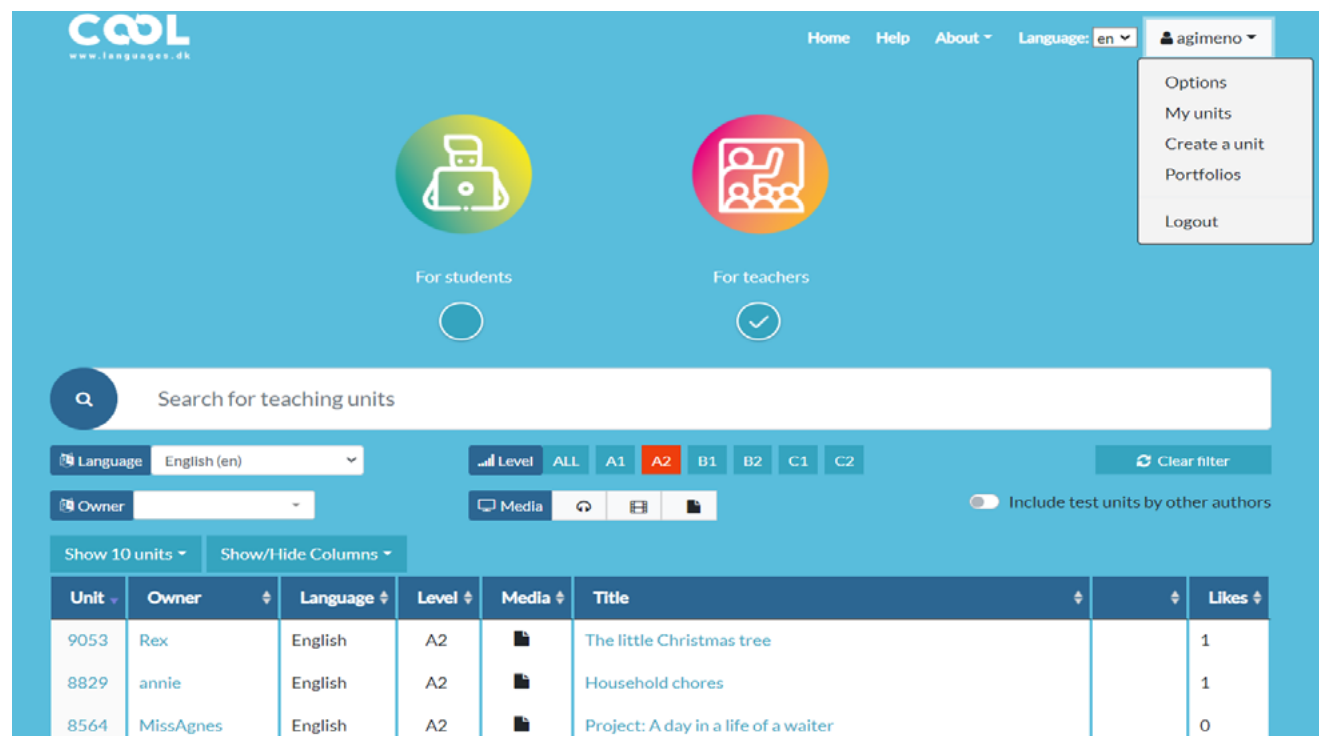 COOL
www.languages.dk
Home Help About Language: en agimeno
Options
My units
Create a unit
Portfolios
Logout
For students For teachers
Search for teaching units
Language English (en) Level ALL A1 A2 B1 B2 C1 C2 Clear filter
Owner Media Include test units by other authors
Show 10 units Show/Hide Columns
Unit Owner Language Level Media Title Likes
9053 Rex English A2 The little Christmas tree 1
8829 annie English A2 Household chores 1
8564 MissAgnes English A2 Project: A day in a life of a waiter 0